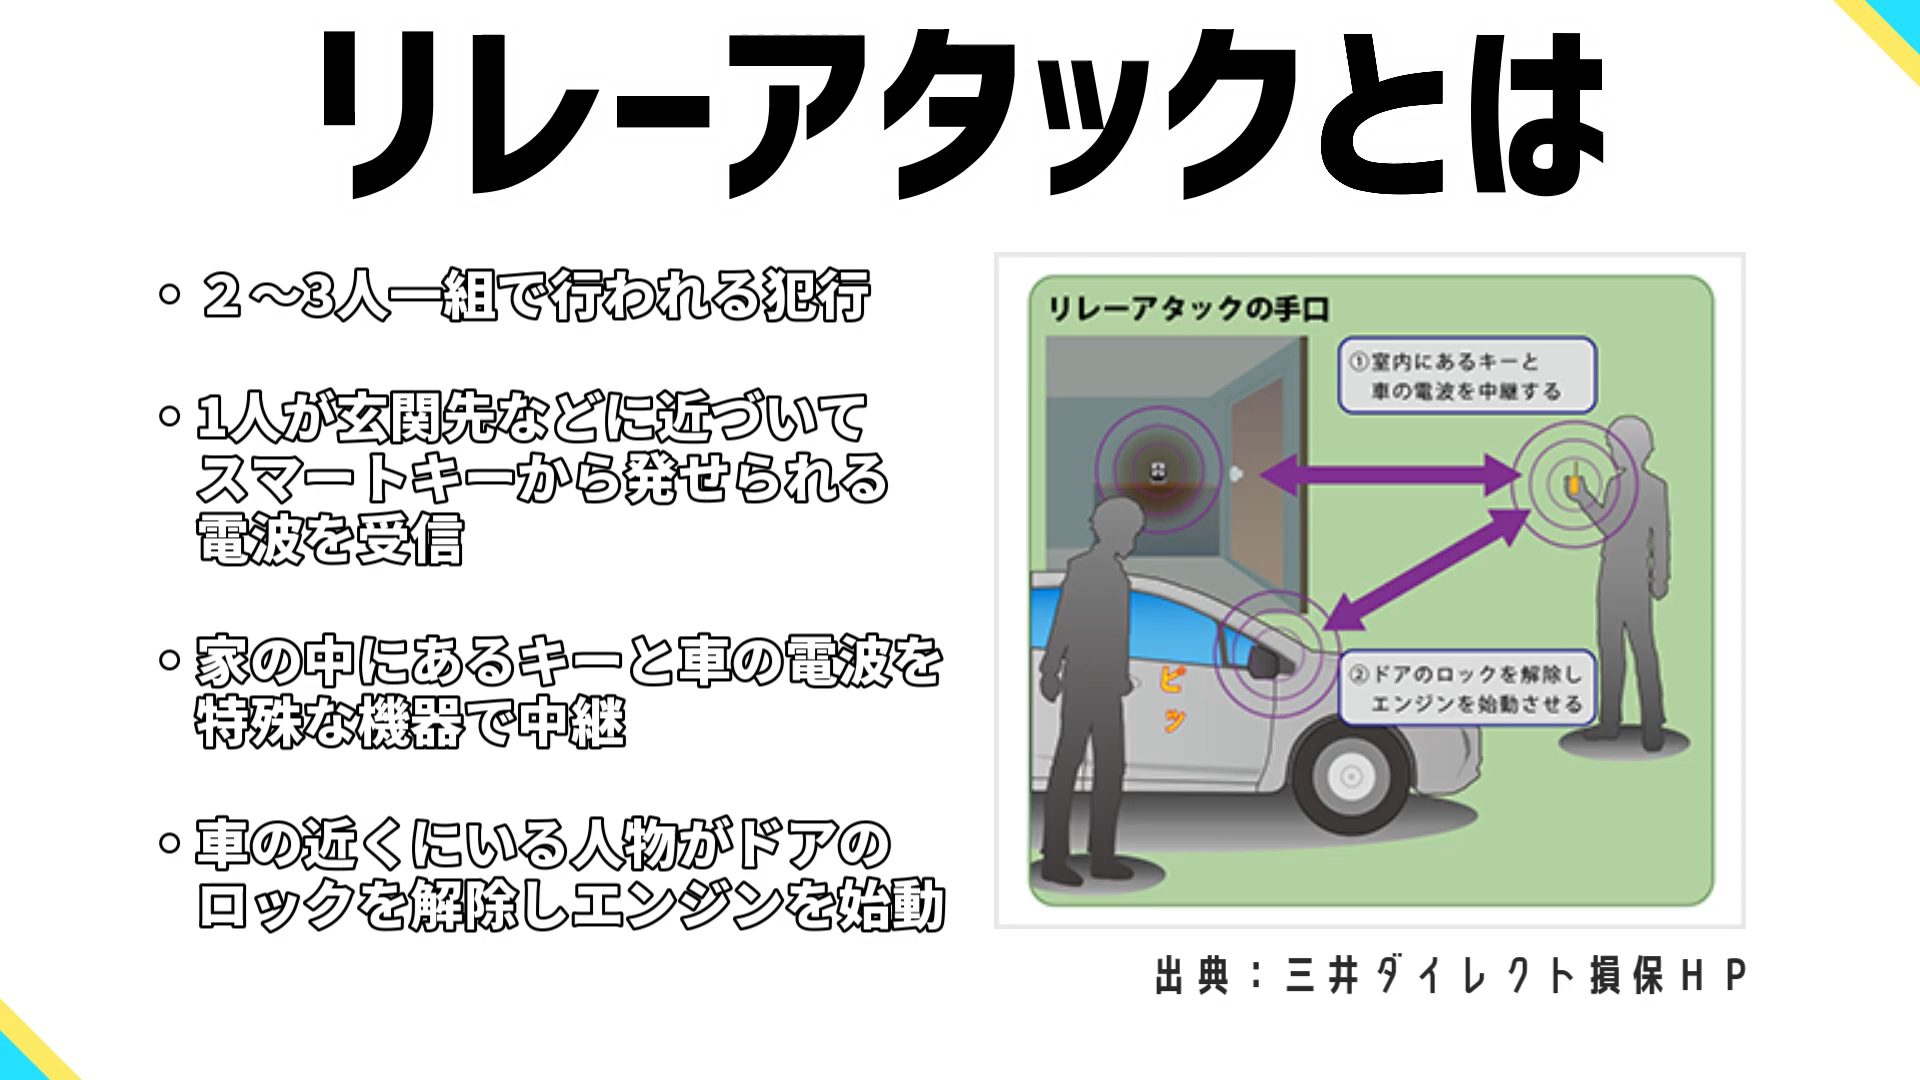 リレーアタックとは
• ２〜3人一組で行われる犯行
• 1人が玄関先などに近づいて
スマートキーから発せられる
電波を受信
• 家の中にあるキーと車の電波を
特殊な機器で中継
• 車の近くにいる人物がドアの
ロックを解除しエンジンを始動
リレーアタックの手口
①室内にあるキーと
車の電波を中継する
ピッ
②ドアのロックを解除し
エンジンを始動させる
出典：三井ダイレクト損保ＨＰ